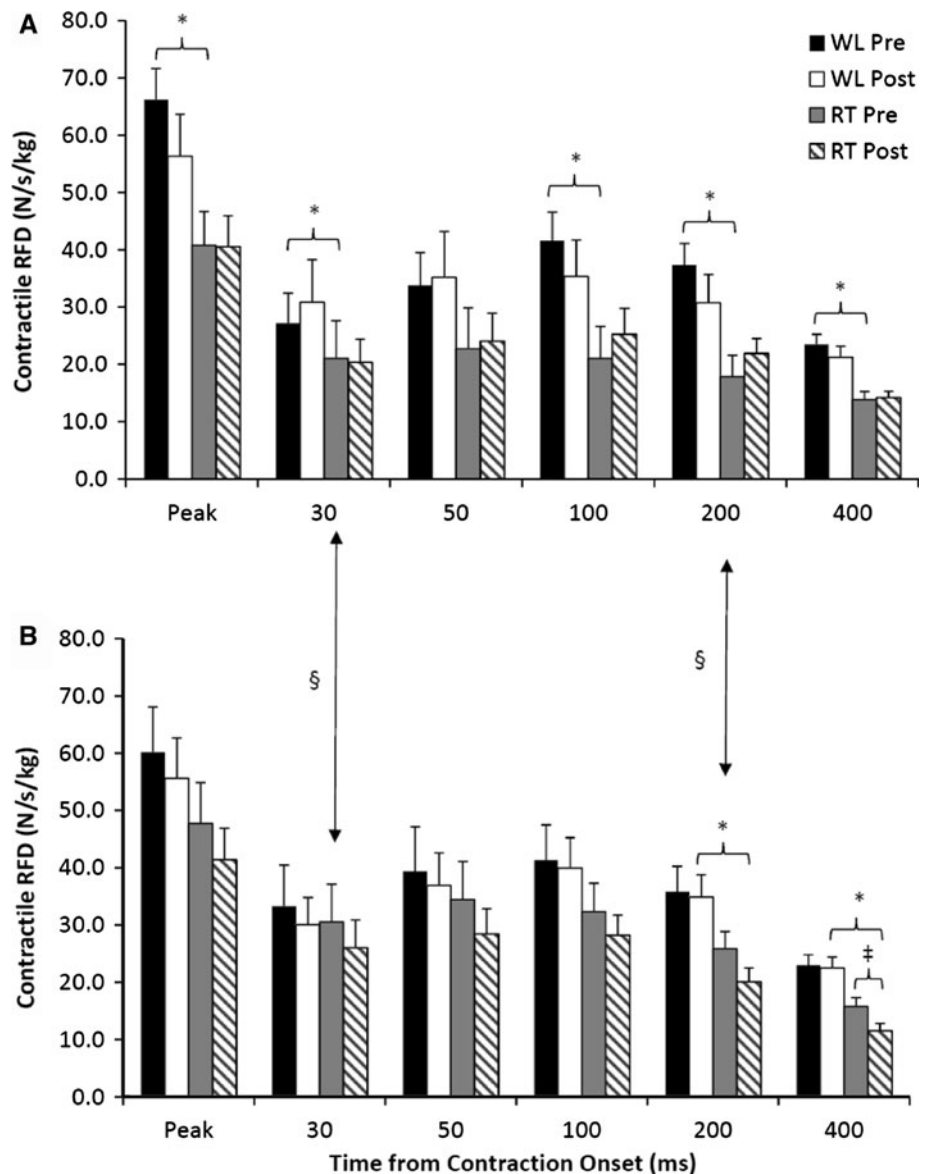 A
80.0
70.0
60.0
50.0
40.0
30.0
20.0
10.0
0.0
Contractile RFD (N/s/kg)
* * * * *
WL Pre
WL Post
RT Pre
RT Post
Peak 30 50 100 200 400
§ §
B
80.0
70.0
60.0
50.0
40.0
30.0
20.0
10.0
0.0
Contractile RFD (N/s/kg)
* *
‡
Peak 30 50 100 200 400
Time from Contraction Onset (ms)